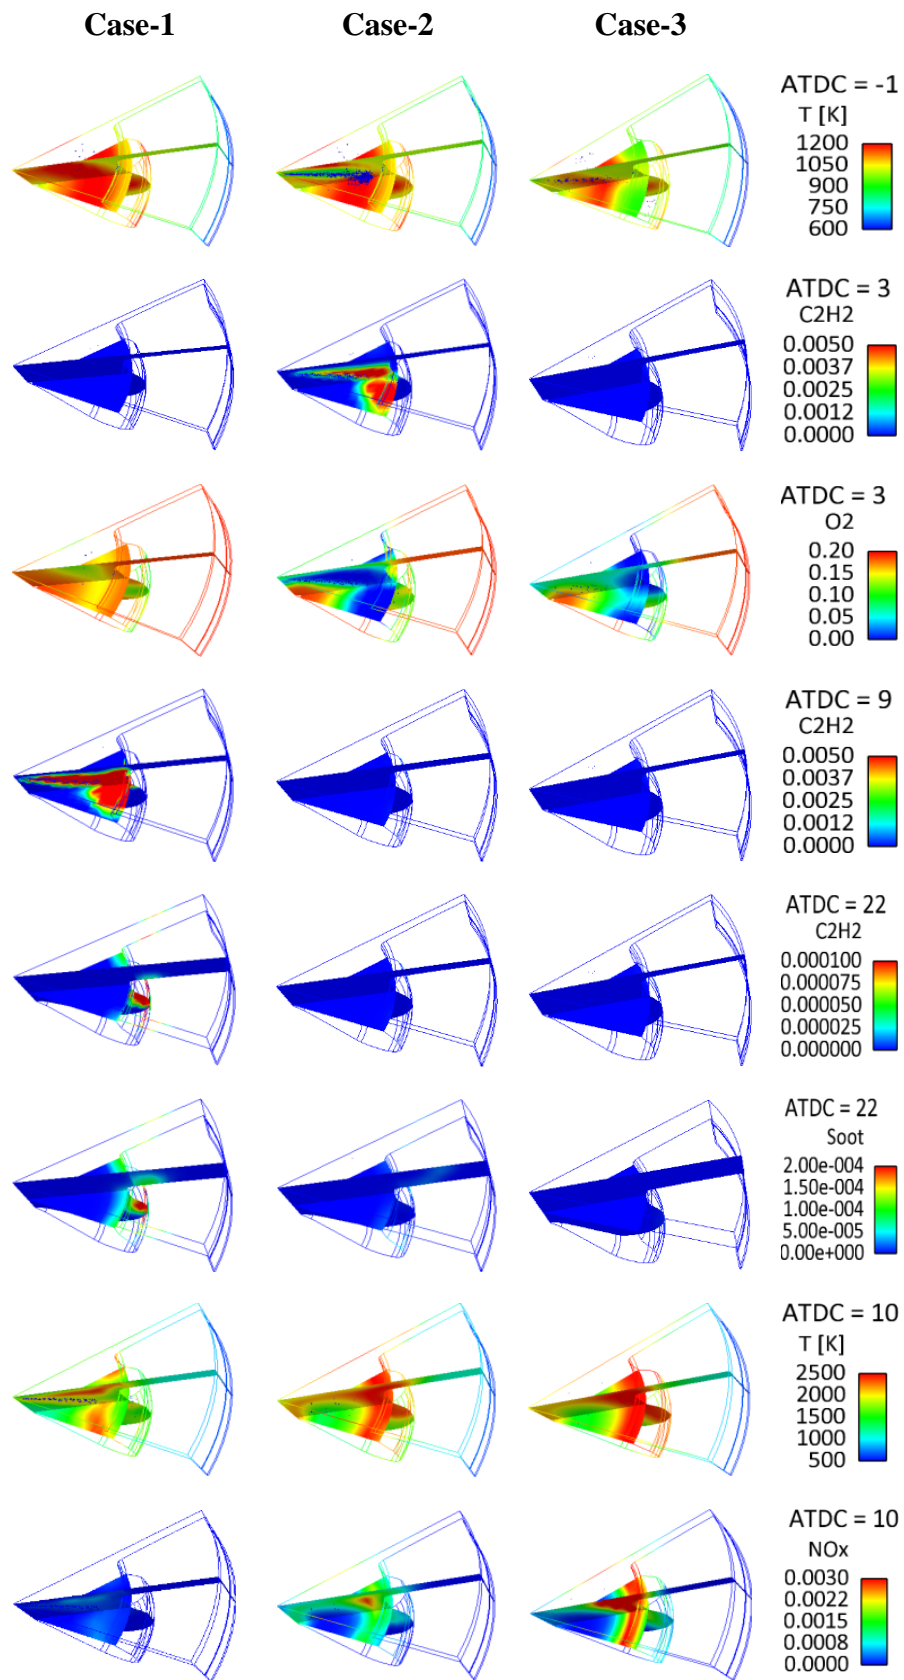 Case-1 Case-2 Case-3
ATDC = -1
T [K]
1200
1050
900
750
600
ATDC = 3
C2H2
0.0050
0.0037
0.0025
0.0012
0.0000
ATDC = 3
O2
0.20
0.15
0.10
0.05
0.00
ATDC = 9
C2H2
0.0050
0.0037
0.0025
0.0012
0.0000
ATDC = 22
C2H2
0.000100
0.000075
0.000050
0.000025
0.000000
ATDC = 22
Soot
2.00e-004
1.50e-004
1.00e-004
5.00e-005
0.00e+000
ATDC = 10
T [K]
2500
2000
1500
1000
500
ATDC = 10
NOx
0.0030
0.0022
0.0015
0.0008
0.0000